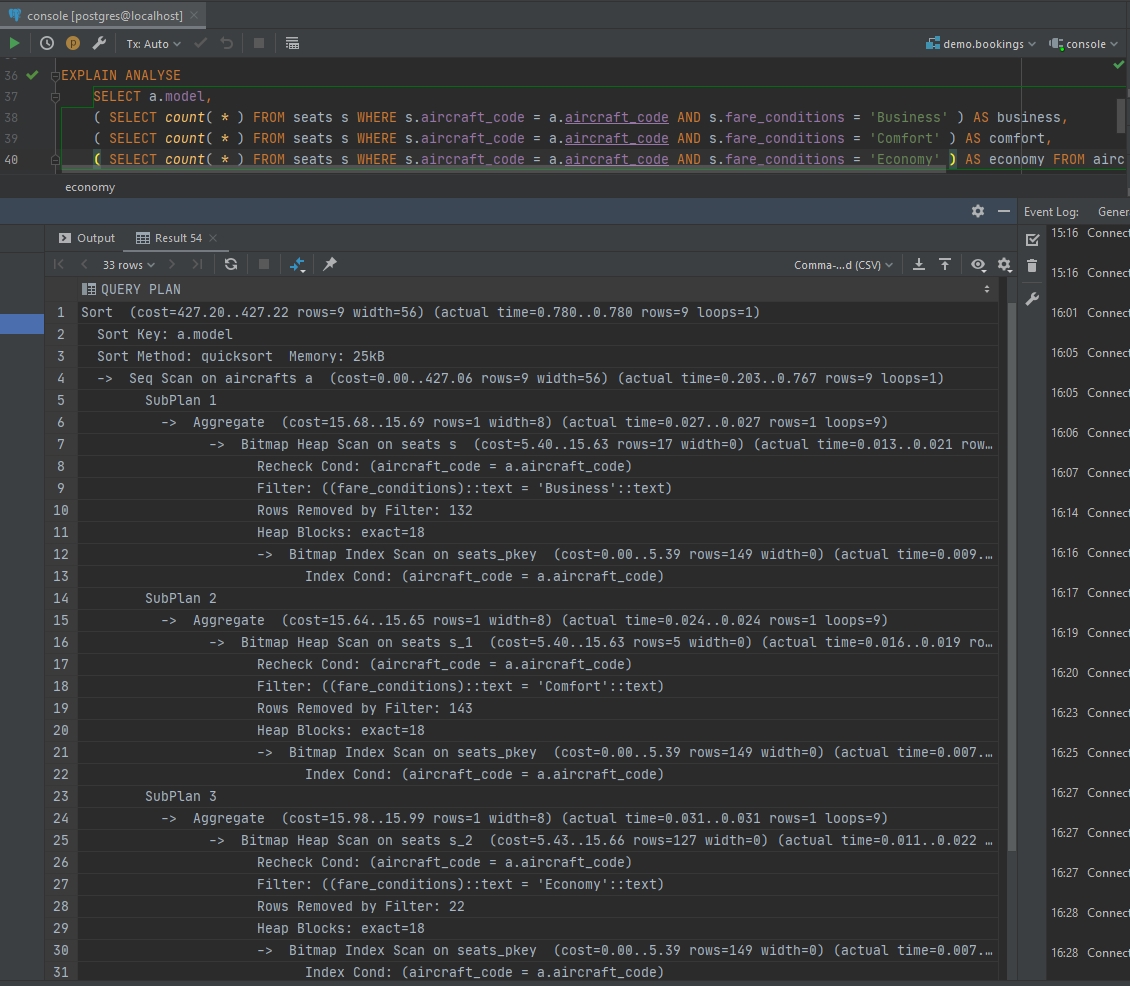 console [postgres@localhost]
Tx: Auto
demo.bookings
console
36 EXPLAIN ANALYSE
37 SELECT a.model,
38 ( SELECT count( * ) FROM seats s WHERE s.aircraft_code = a.aircraft_code AND s.fare_conditions = 'Business' ) AS business,
39 ( SELECT count( * ) FROM seats s WHERE s.aircraft_code = a.aircraft_code AND s.fare_conditions = 'Comfort' ) AS comfort,
40 ( SELECT count( * ) FROM seats s WHERE s.aircraft_code = a.aircraft_code AND s.fare_conditions = 'Economy' ) AS economy FROM airc
economy
Event Log: Gener
Output Result 54
33 rows
Comma-...d (CSV)
QUERY PLAN
1 Sort (cost=427.20..427.22 rows=9 width=56) (actual time=0.780..0.780 rows=9 loops=1)
2 Sort Key: a.model
3 Sort Method: quicksort Memory: 25kB
4 -> Seq Scan on aircrafts a (cost=0.00..427.06 rows=9 width=56) (actual time=0.203..0.767 rows=9 loops=1)
5 SubPlan 1
6 -> Aggregate (cost=15.68..15.69 rows=1 width=8) (actual time=0.027..0.027 rows=1 loops=9)
7 -> Bitmap Heap Scan on seats s (cost=5.40..15.63 rows=17 width=0) (actual time=0.013..0.021 row…
8 Recheck Cond: (aircraft_code = a.aircraft_code)
9 Filter: ((fare_conditions)::text = 'Business'::text)
10 Rows Removed by Filter: 132
11 Heap Blocks: exact=18
12 -> Bitmap Index Scan on seats_pkey (cost=0.00..5.39 rows=149 width=0) (actual time=0.009.…
13 Index Cond: (aircraft_code = a.aircraft_code)
14 SubPlan 2
15 -> Aggregate (cost=15.64..15.65 rows=1 width=8) (actual time=0.024..0.024 rows=1 loops=9)
16 -> Bitmap Heap Scan on seats s_1 (cost=5.40..15.63 rows=5 width=0) (actual time=0.016..0.019 ro…
17 Recheck Cond: (aircraft_code = a.aircraft_code)
18 Filter: ((fare_conditions)::text = 'Comfort'::text)
19 Rows Removed by Filter: 143
20 Heap Blocks: exact=18
21 -> Bitmap Index Scan on seats_pkey (cost=0.00..5.39 rows=149 width=0) (actual time=0.007.…
22 Index Cond: (aircraft_code = a.aircraft_code)
23 SubPlan 3
24 -> Aggregate (cost=15.98..15.99 rows=1 width=8) (actual time=0.031..0.031 rows=1 loops=9)
25 -> Bitmap Heap Scan on seats s_2 (cost=5.43..15.66 rows=127 width=0) (actual time=0.011..0.022 …
26 Recheck Cond: (aircraft_code = a.aircraft_code)
27 Filter: ((fare_conditions)::text = 'Economy'::text)
28 Rows Removed by Filter: 22
29 Heap Blocks: exact=18
30 -> Bitmap Index Scan on seats_pkey (cost=0.00..5.39 rows=149 width=0) (actual time=0.007.…
31 Index Cond: (aircraft_code = a.aircraft_code)
15:16 Connect
15:16 Connect
16:01 Connect
16:05 Connect
16:05 Connect
16:06 Connect
16:07 Connect
16:14 Connect
16:16 Connect
16:17 Connect
16:19 Connect
16:20 Connect
16:23 Connect
16:25 Connect
16:27 Connect
16:27 Connect
16:27 Connect
16:28 Connect
16:28 Connect